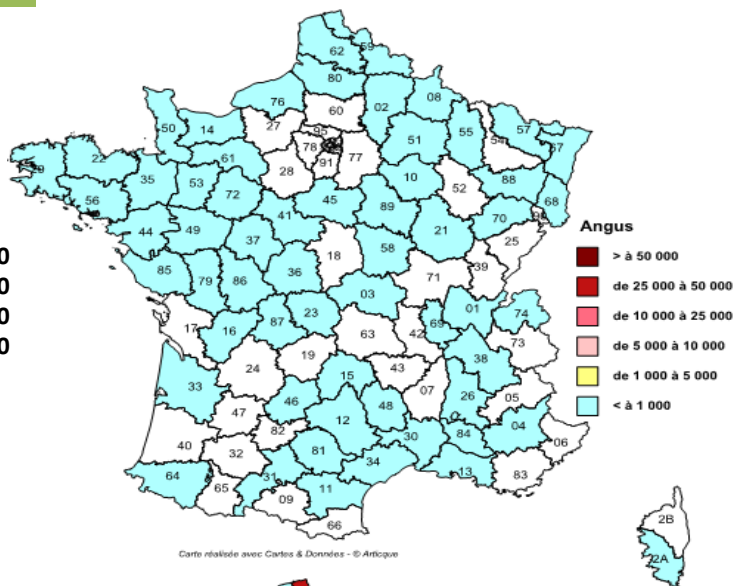 62 59
80
76 02 08
60
50 14 27 95 51 55 54 57 67
78 77
61 91
22 35 28 10 52 88 68
56 53 72 45 89 70
41 21 25
44 49 37 18 58 39
85 79 86 36 71
03 01 74
17 16 87 23 63 42 69 73
24 19 38
43
33 15 07 26 05
46 48
47 12 04
82 30 84 06
40 32 81 34 13 83
64 31
65 09 11
66
2B
2A
0
0
0
0
Angus
> à 50 000
de 25 000 à 50 000
de 10 000 à 25 000
de 5 000 à 10 000
de 1 000 à 5 000
< à 1 000
Carte réalisée avec Cartes & Données - © Articque